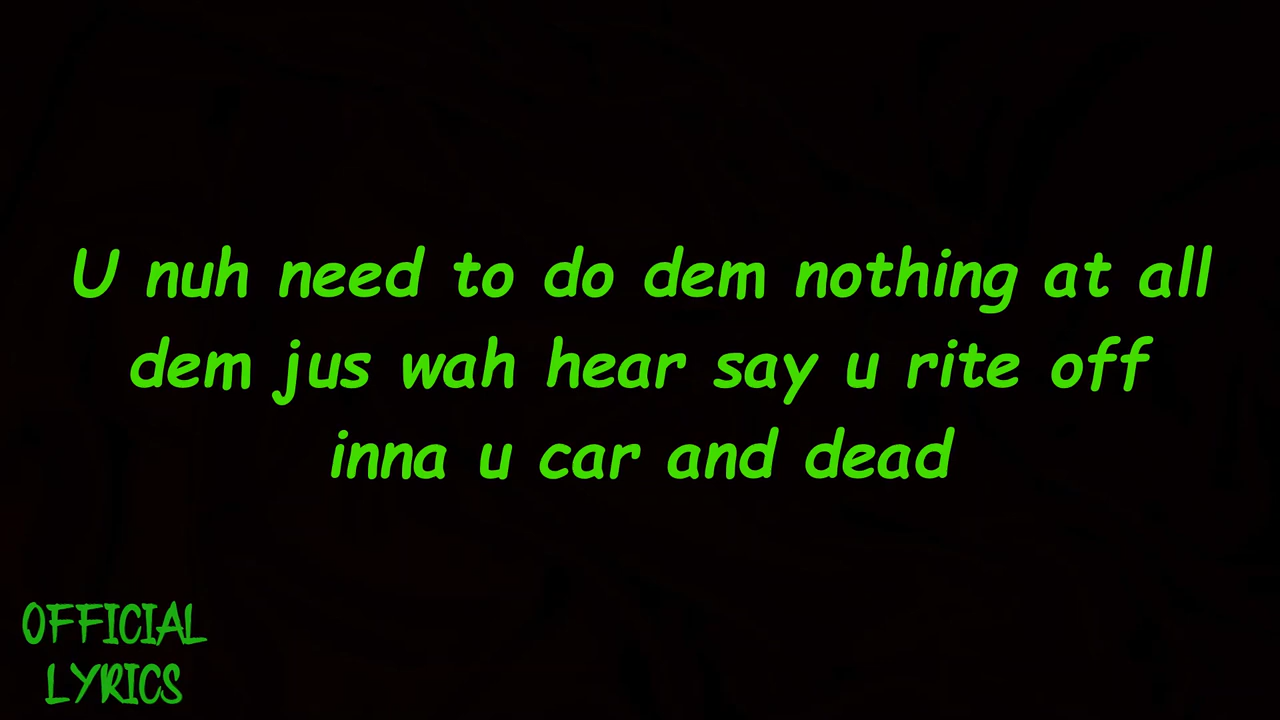 U nuh need to do dem nothing at all
dem jus wah hear say u rite off
inna u car and dead
OFFICIAL
LYRICS